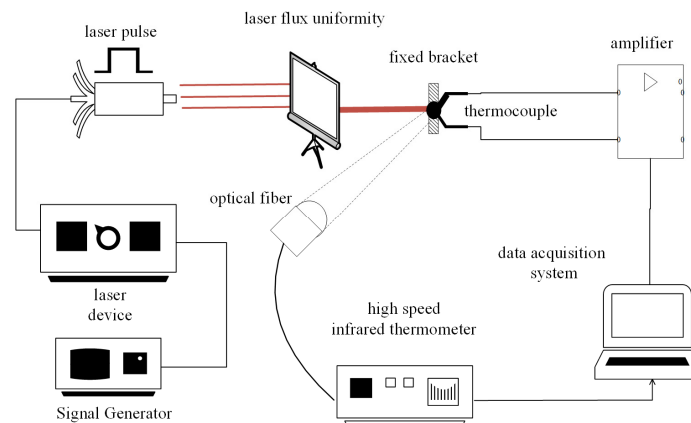 laser flux uniformity
laser pulse
fixed bracket
amplifier
thermocouple
optical fiber
data acquisition
system
laser
device
high speed
infrared thermometer
Signal Generator